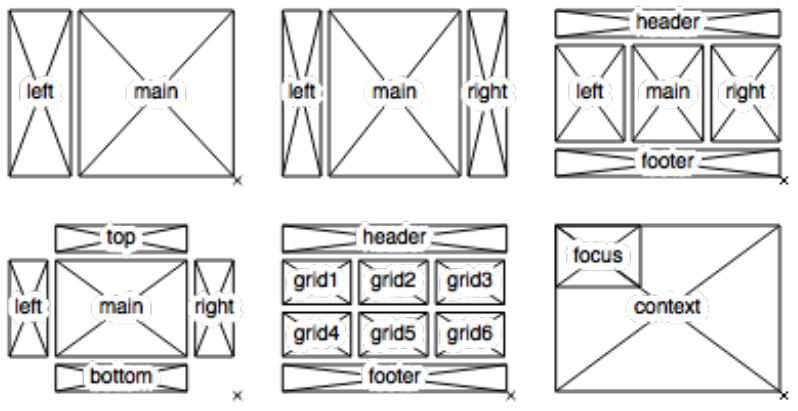 left main
left main right
header
left main right
footer
top
left main right
bottom
header
grid1 grid2 grid3
grid4 grid5 grid6
footer
focus
context